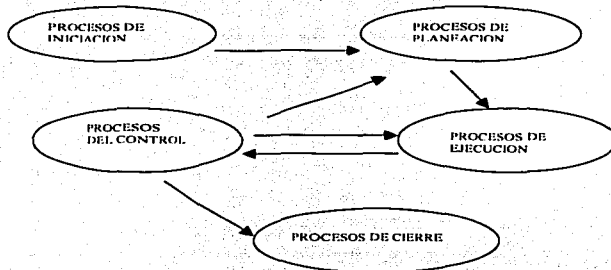 PROCESOS DE
INICIACION
PROCESOS DE
PLANEACION
PROCESOS
DEL CONTROL
PROCESOS DE
EJECUCION
PROCESOS DE CIERRE